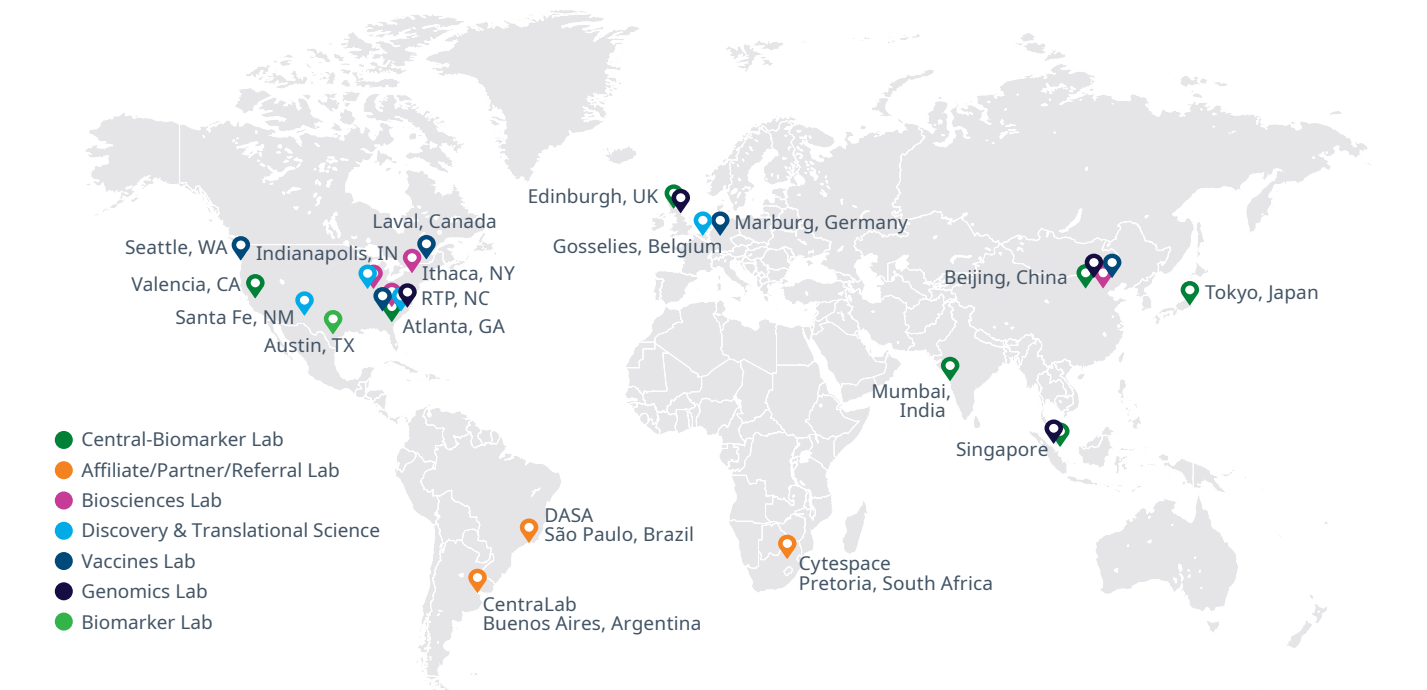 Laval, Canada
Seattle, WA
Indianapolis, IN
Ithaca, NY
Valencia, CA
RTP, NC
Santa Fe, NM
Atlanta, GA
Austin, TX
Edinburgh, UK
Marburg, Germany
Gosselies, Belgium
Beijing, China
Tokyo, Japan
Mumbai,
India
Singapore
Central-Biomarker Lab
Affiliate/Partner/Referral Lab
Biosciences Lab
Discovery & Translational Science
Vaccines Lab
Genomics Lab
Biomarker Lab
DASA
São Paulo, Brazil
CentraLab
Buenos Aires, Argentina
Cytespace
Pretoria, South Africa